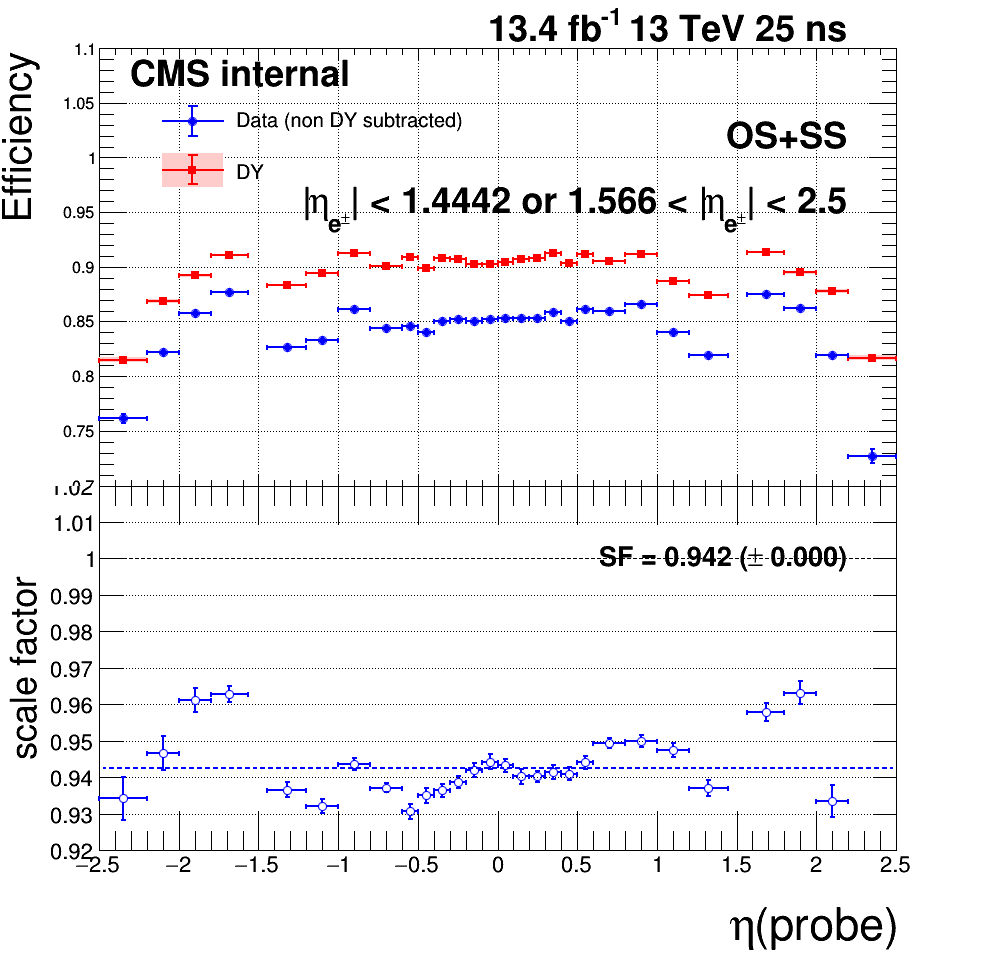 13.4 fb⁻¹ 13 TeV 25 ns
Efficiency
1.1
CMS internal
1.05
Data (non DY subtracted)
OS+SS
1
DY
|η_e±| < 1.4442 or 1.566 < |η_e±| < 2.5
0.95
0.9
0.85
0.8
0.75
1.02
1.01
1
SF = 0.942 (± 0.000)
scale factor
0.99
0.98
0.97
0.96
0.95
0.94
0.93
0.92
−2.5 −2 −1.5 −1 −0.5 0 0.5 1 1.5 2 2.5
η(probe)